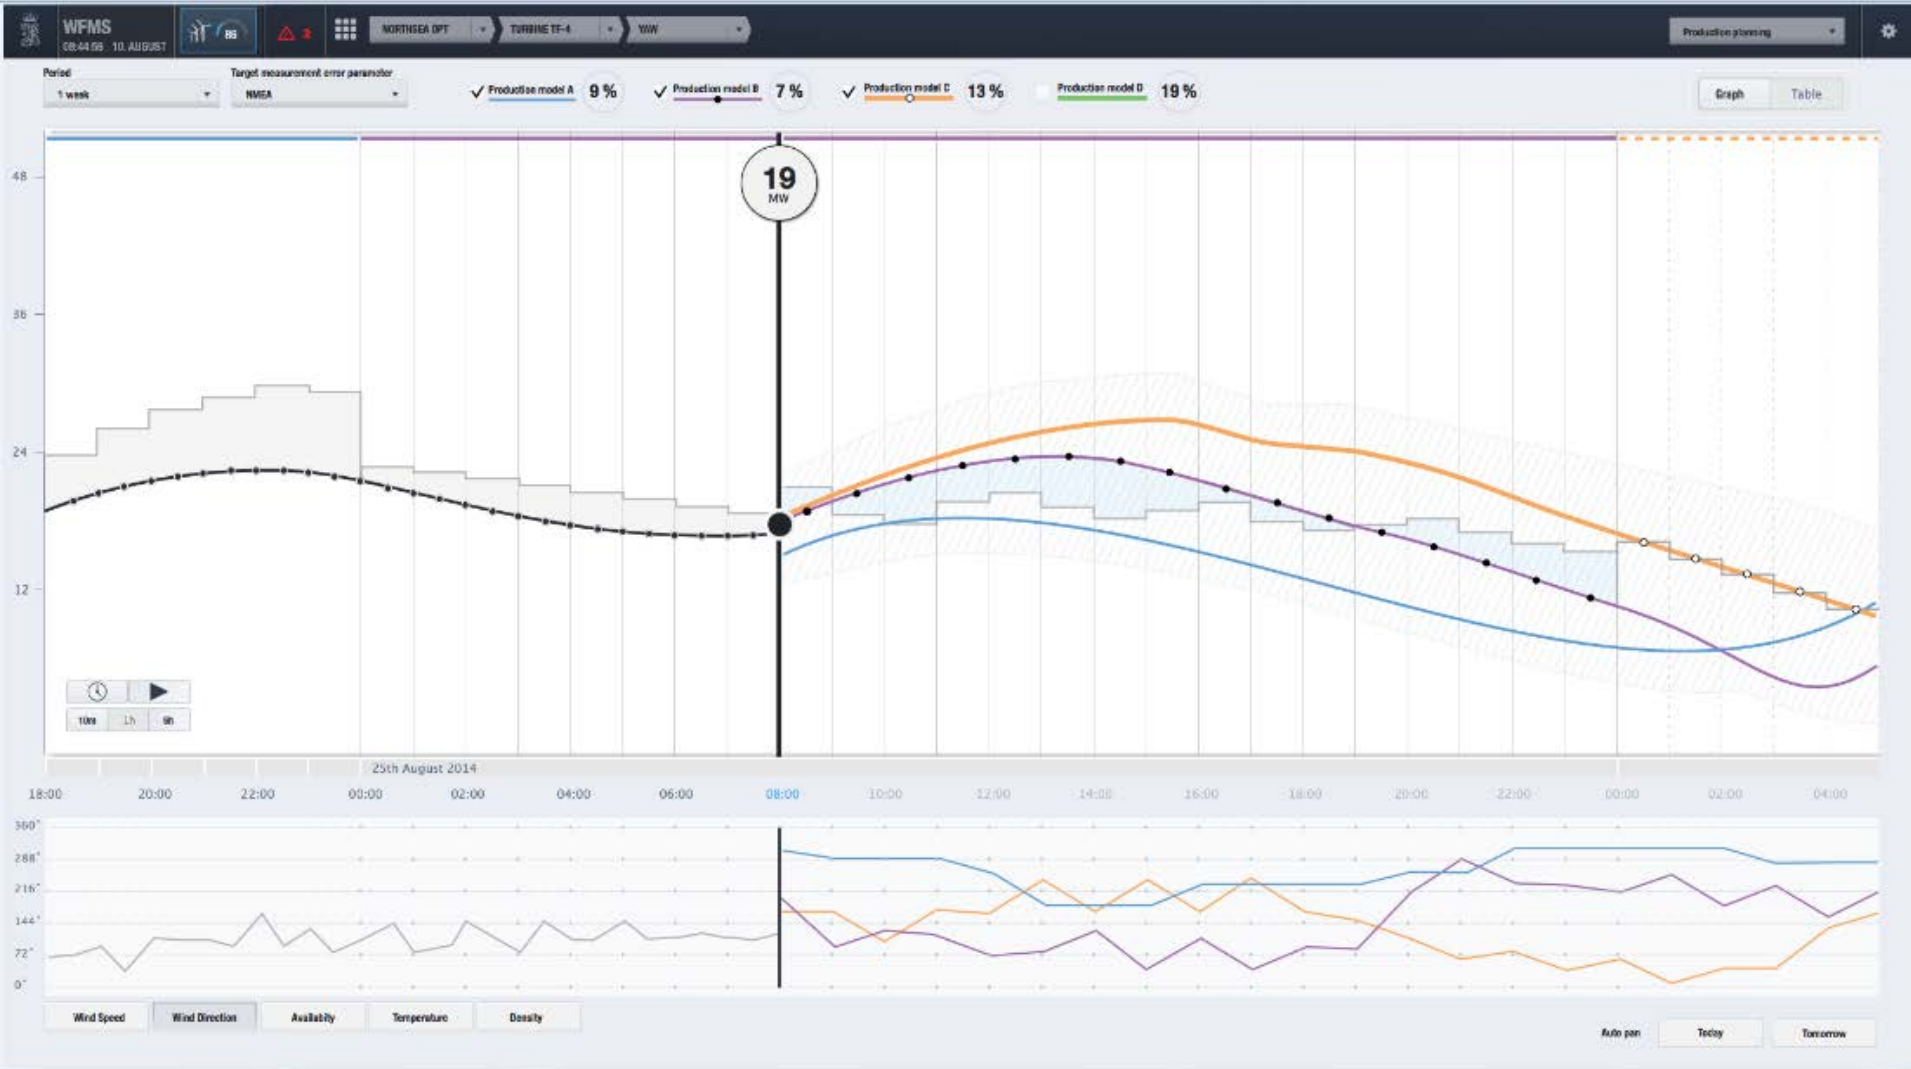 WFMS
08:44:56 10. AUGUST
86
2
NORTHSEA OPT
TURBINE TF-4
YAW
Production planning
Period
1 week
Target measurement error parameter
NMEA
Production model A 9 %
Production model B 7 %
Production model C 13 %
Production model D 19 %
Graph
Table
48
36
24
12
19
MW
10m 1h 6h
25th August 2014
18:00 20:00 22:00 00:00 02:00 04:00 06:00 08:00 10:00 12:00 14:00 16:00 18:00 20:00 22:00 00:00 02:00 04:00
360°
288°
216°
144°
72°
0°
Wind Speed
Wind Direction
Availabity
Temperature
Density
Auto pan
Today
Tomorrow